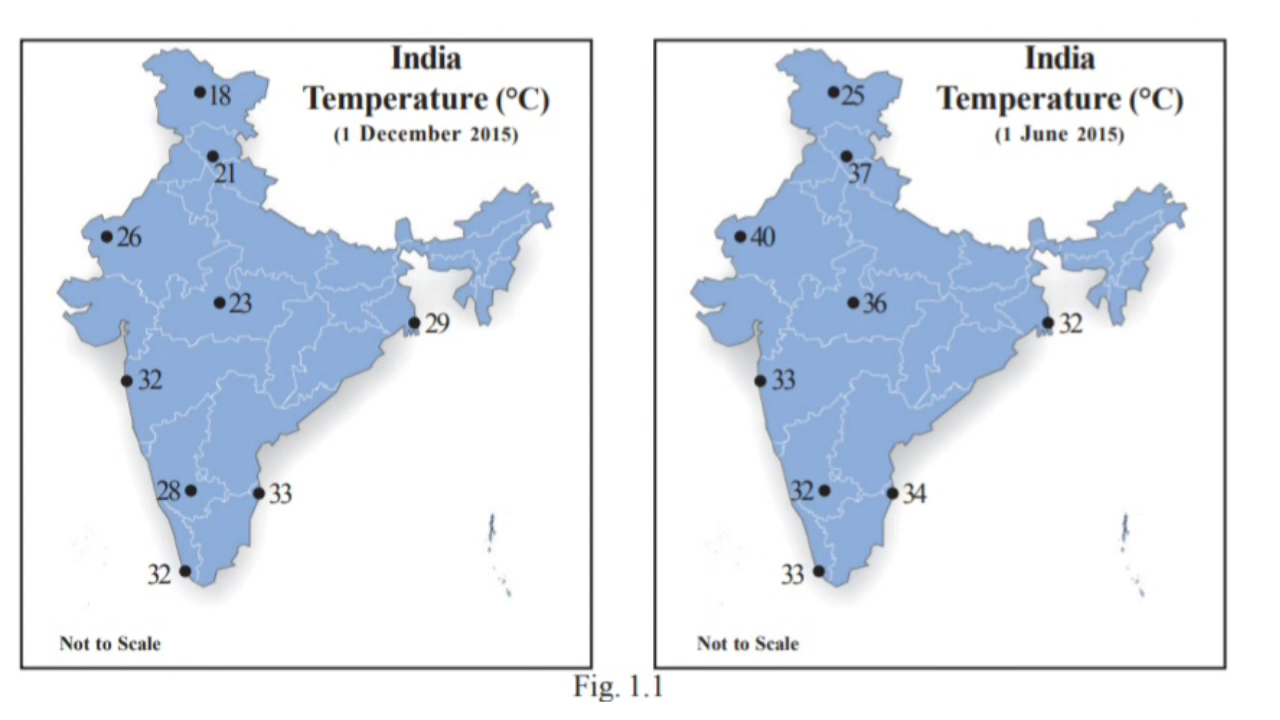 India
Temperature (°C)
(1 December 2015)
18
21
26
23
29
32
28
33
32
Not to Scale
India
Temperature (°C)
(1 June 2015)
25
37
40
36
32
33
32
34
33
Not to Scale
Fig. 1.1